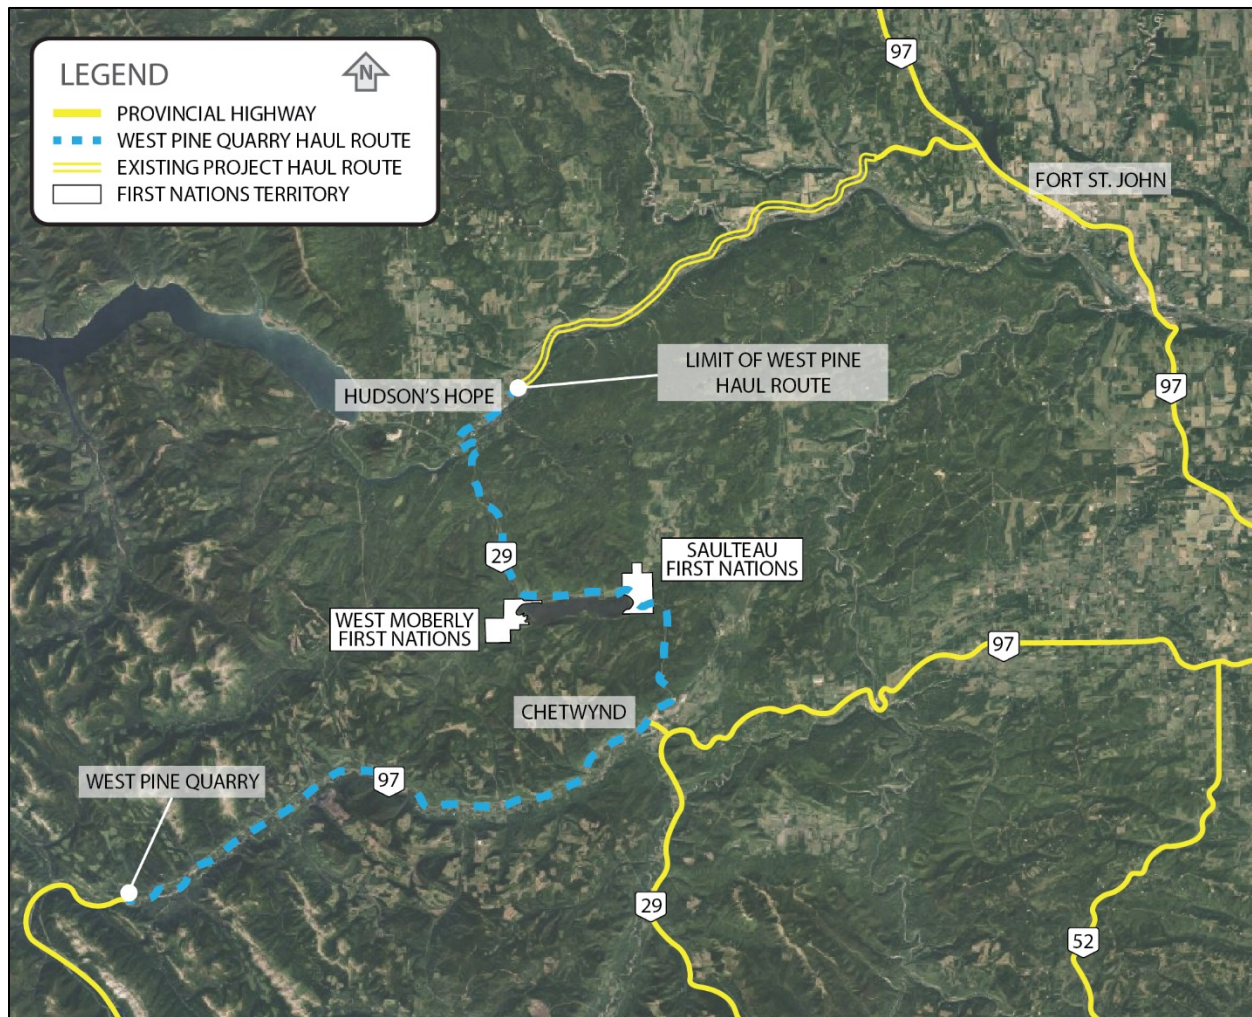 LEGEND
N
PROVINCIAL HIGHWAY
WEST PINE QUARRY HAUL ROUTE
EXISTING PROJECT HAUL ROUTE
FIRST NATIONS TERRITORY
97
FORT ST. JOHN
LIMIT OF WEST PINE
HAUL ROUTE
HUDSON'S HOPE
97
29
SAULTEAU
FIRST NATIONS
WEST MOBERLY
FIRST NATIONS
97
CHETWYND
WEST PINE QUARRY
97
29
52